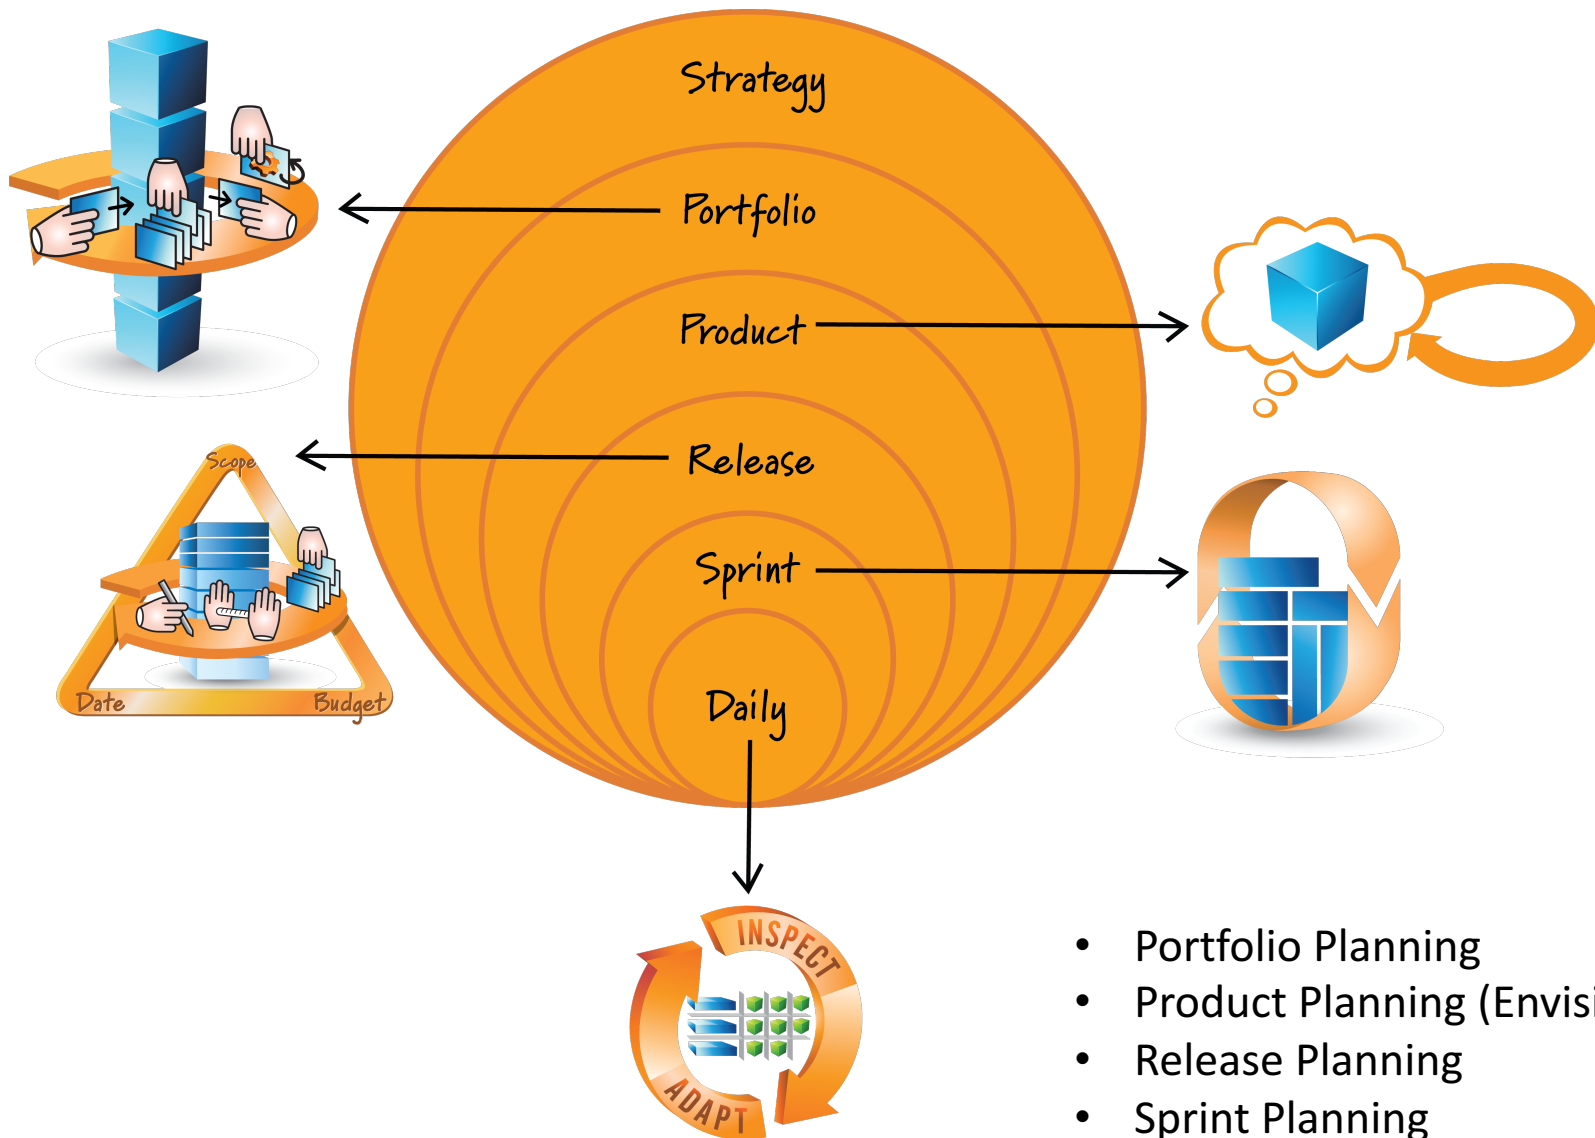 Strategy
Portfolio
Product
Release
Sprint
Daily
Scope
Date
Budget
INSPECT
ADAPT
• Portfolio Planning
• Product Planning
• Release Planning
• Sprint Planning